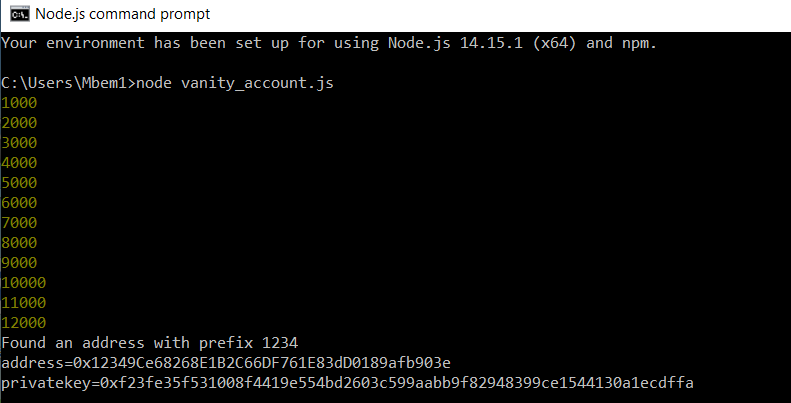 Node.js command prompt
Your environment has been set up for using Node.js 14.15.1 (x64) and npm.
C:\Users\Mbem1>node vanity_account.js
1000
2000
3000
4000
5000
6000
7000
8000
9000
10000
11000
12000
Found an address with prefix 1234
address=0x12349Ce68268E1B2C66DF761E83dD0189afb903e
privatekey=0xf23fe35f531008f4419e554bd2603c599aabb9f82948399ce1544130a1ecdffa